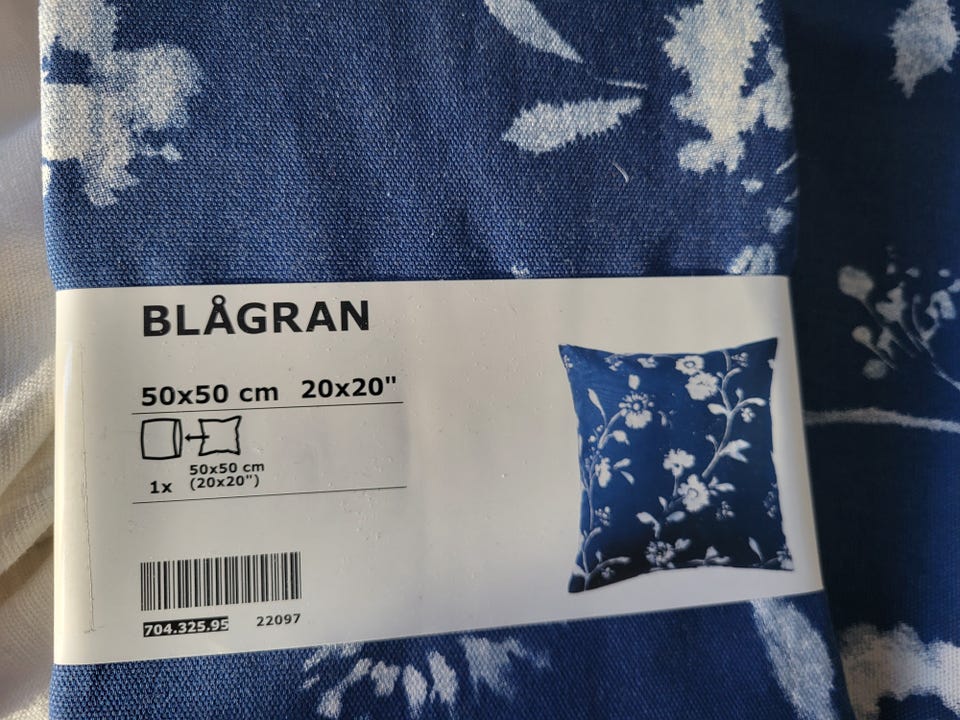 BLÅGRAN
50x50 cm 20x20"
50x50 cm
1x (20x20")
704.325.95 22097